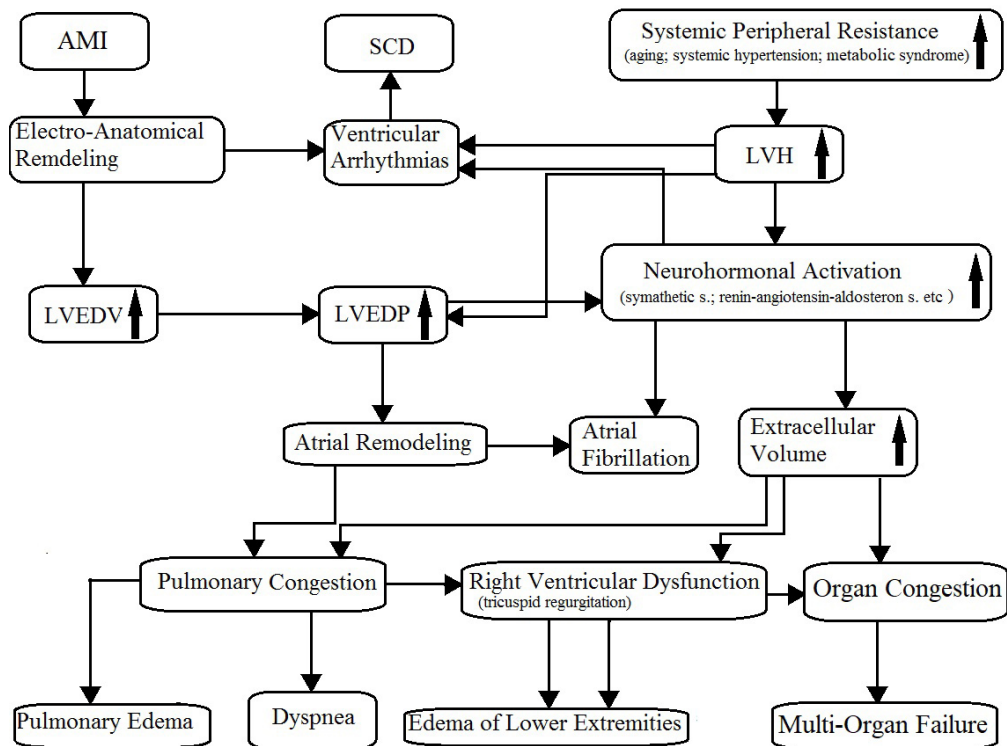 AMI
SCD
Systemic Peripheral Resistance
(aging; systemic hypertension; metabolic syndrome)
Electro-Anatomical
Remdeling
Ventricular
Arrhythmias
LVH
Neurohormonal Activation
(symathetic s.; renin-angiotensin-aldosteron s. etc )
LVEDV
LVEDP
Atrial Remodeling
Atrial
Fibrillation
Extracellular
Volume
Pulmonary Congestion
Right Ventricular Dysfunction
(tricuspid regurgitation)
Organ Congestion
Pulmonary Edema
Dyspnea
Edema of Lower Extremities
Multi-Organ Failure